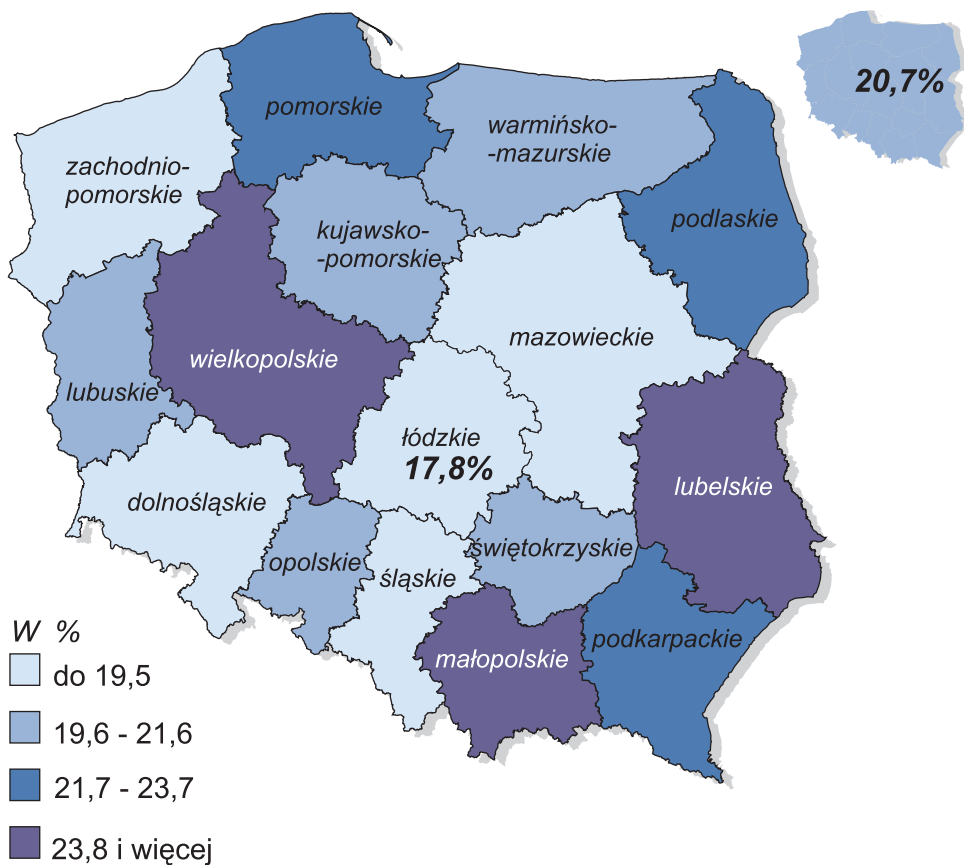 20,7%
pomorskie
warmińsko-
-mazurskie
zachodnio-
pomorskie
podlaskie
kujawsko-
-pomorskie
mazowieckie
wielkopolskie
lubuskie
łódzkie
17,8%
lubelskie
dolnośląskie
świętokrzyskie
opolskie
śląskie
podkarpackie
małopolskie
W %
do 19,5
19,6 - 21,6
21,7 - 23,7
23,8 i więcej